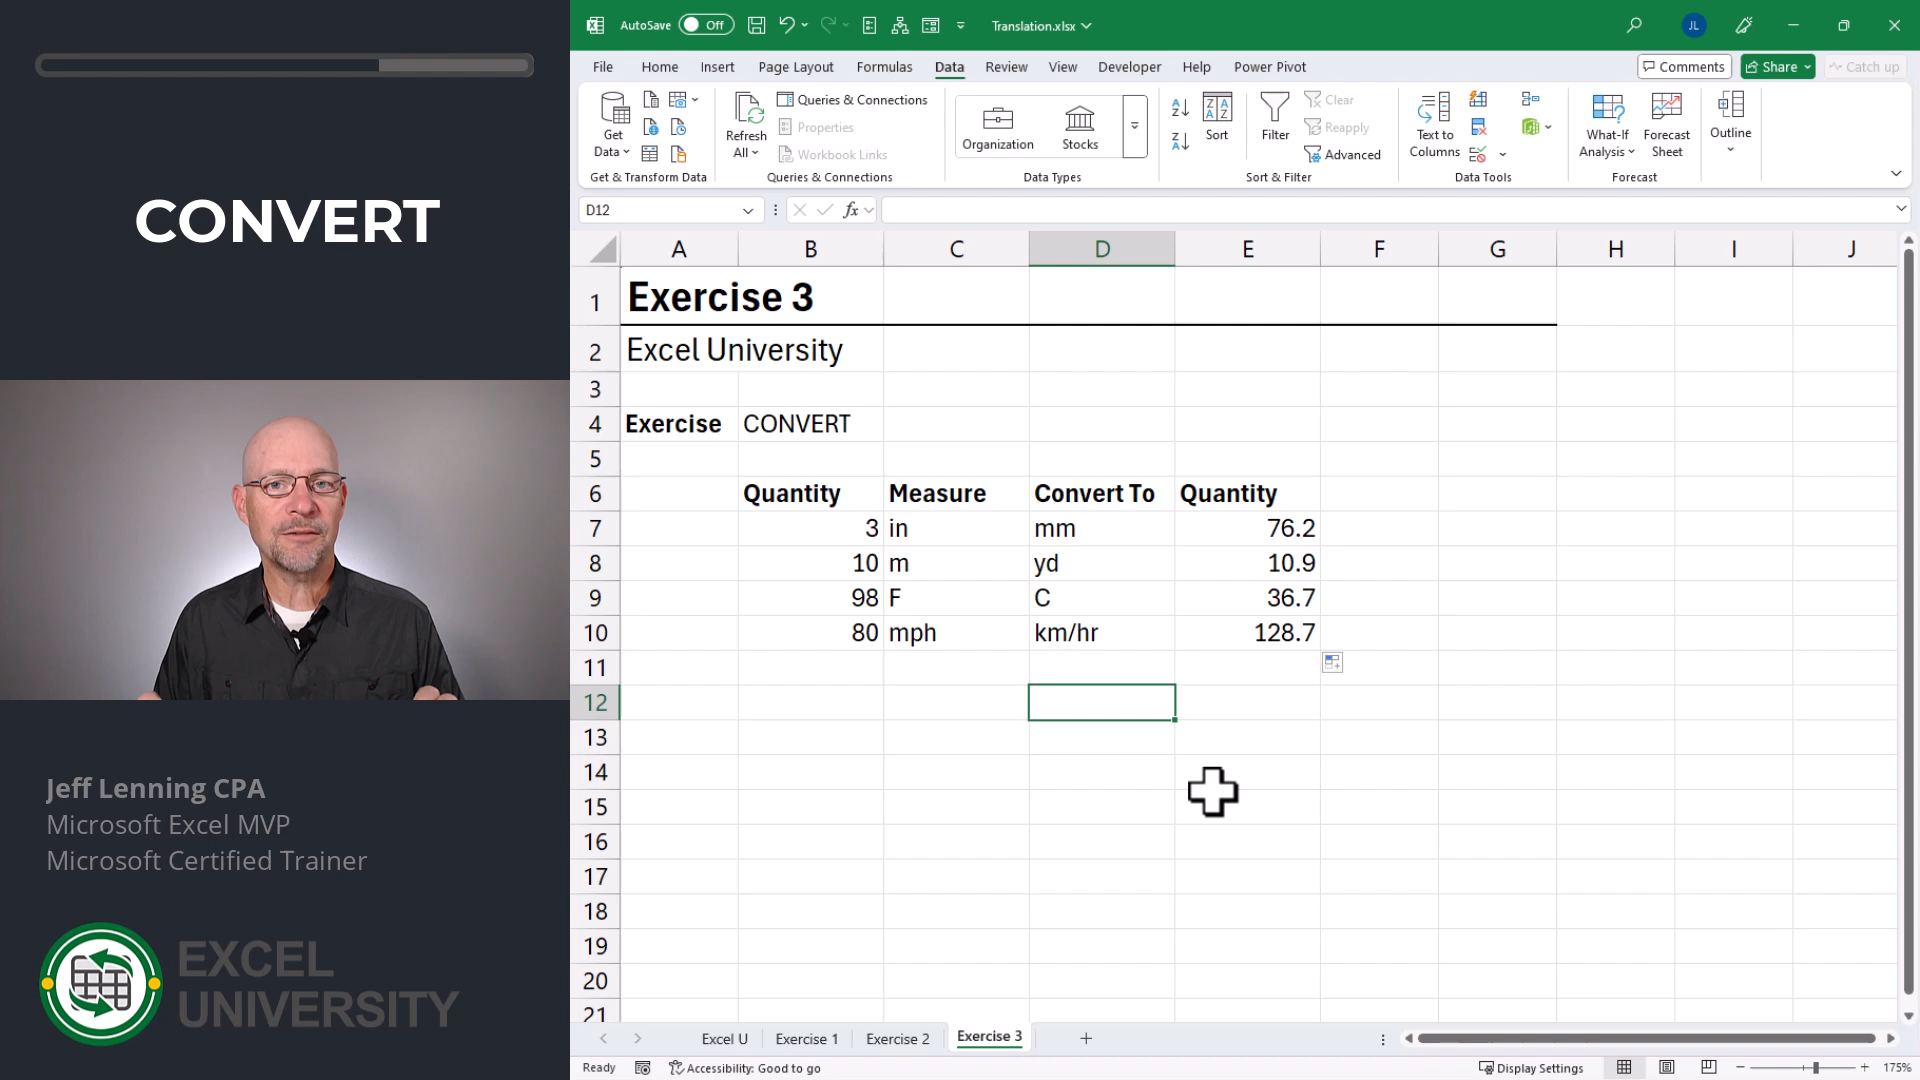 CONVERT
Jeff Lenning CPA
Microsoft Excel MVP
Microsoft Certified Trainer
EXCEL
UNIVERSITY
AutoSave Off Translation.xlsx JL
File Home Insert Page Layout Formulas Data Review View Developer Help Power Pivot Comments Share Catch up
Get Data
Get & Transform Data
Refresh All
Queries & Connections
Properties
Workbook Links
Queries & Connections
Organization Stocks
Data Types
Sort
Filter
Clear
Reapply
Advanced
Sort & Filter
Text to Columns
Data Tools
What-If Analysis
Forecast Sheet
Forecast
Outline
D12 fx
A B C D E F G H I J
1 Exercise 3
2 Excel University
3
4 Exercise CONVERT
5
6 Quantity Measure Convert To Quantity
7 3 in mm 76.2
8 10 m yd 10.9
9 98 F C 36.7
10 80 mph km/hr 128.7
11
12
13
14
15
16
17
18
19
20
21
Excel U Exercise 1 Exercise 2 Exercise 3
Ready Accessibility: Good to go Display Settings 175%